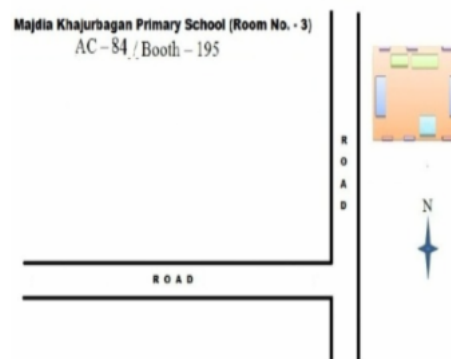 Majdia Khajurbagan Primary School (Room No. - 3)
AC – 84 / Booth – 195
R
O
A
D
N
ROAD